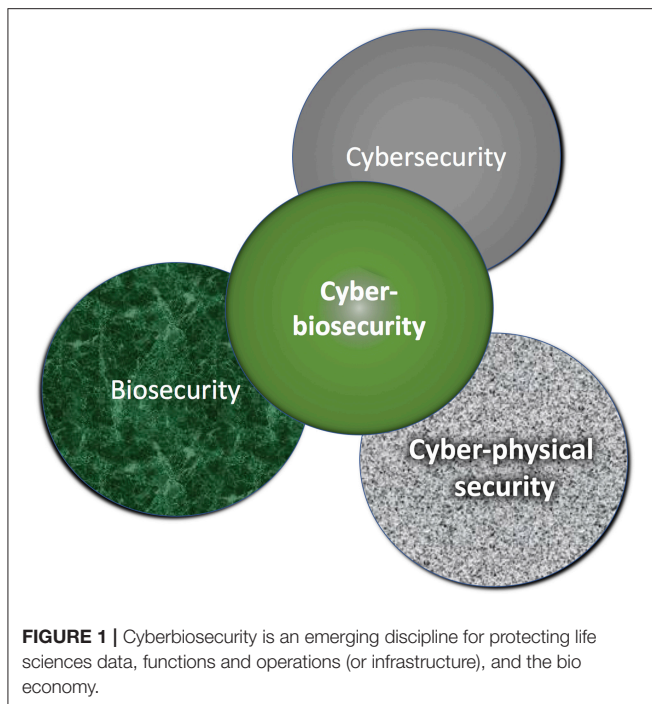 Cybersecurity
Cyber-
biosecurity
Biosecurity
Cyber-physical
security
FIGURE 1 | Cyberbiosecurity is an emerging discipline for protecting life
sciences data, functions and operations (or infrastructure), and the bio
economy.